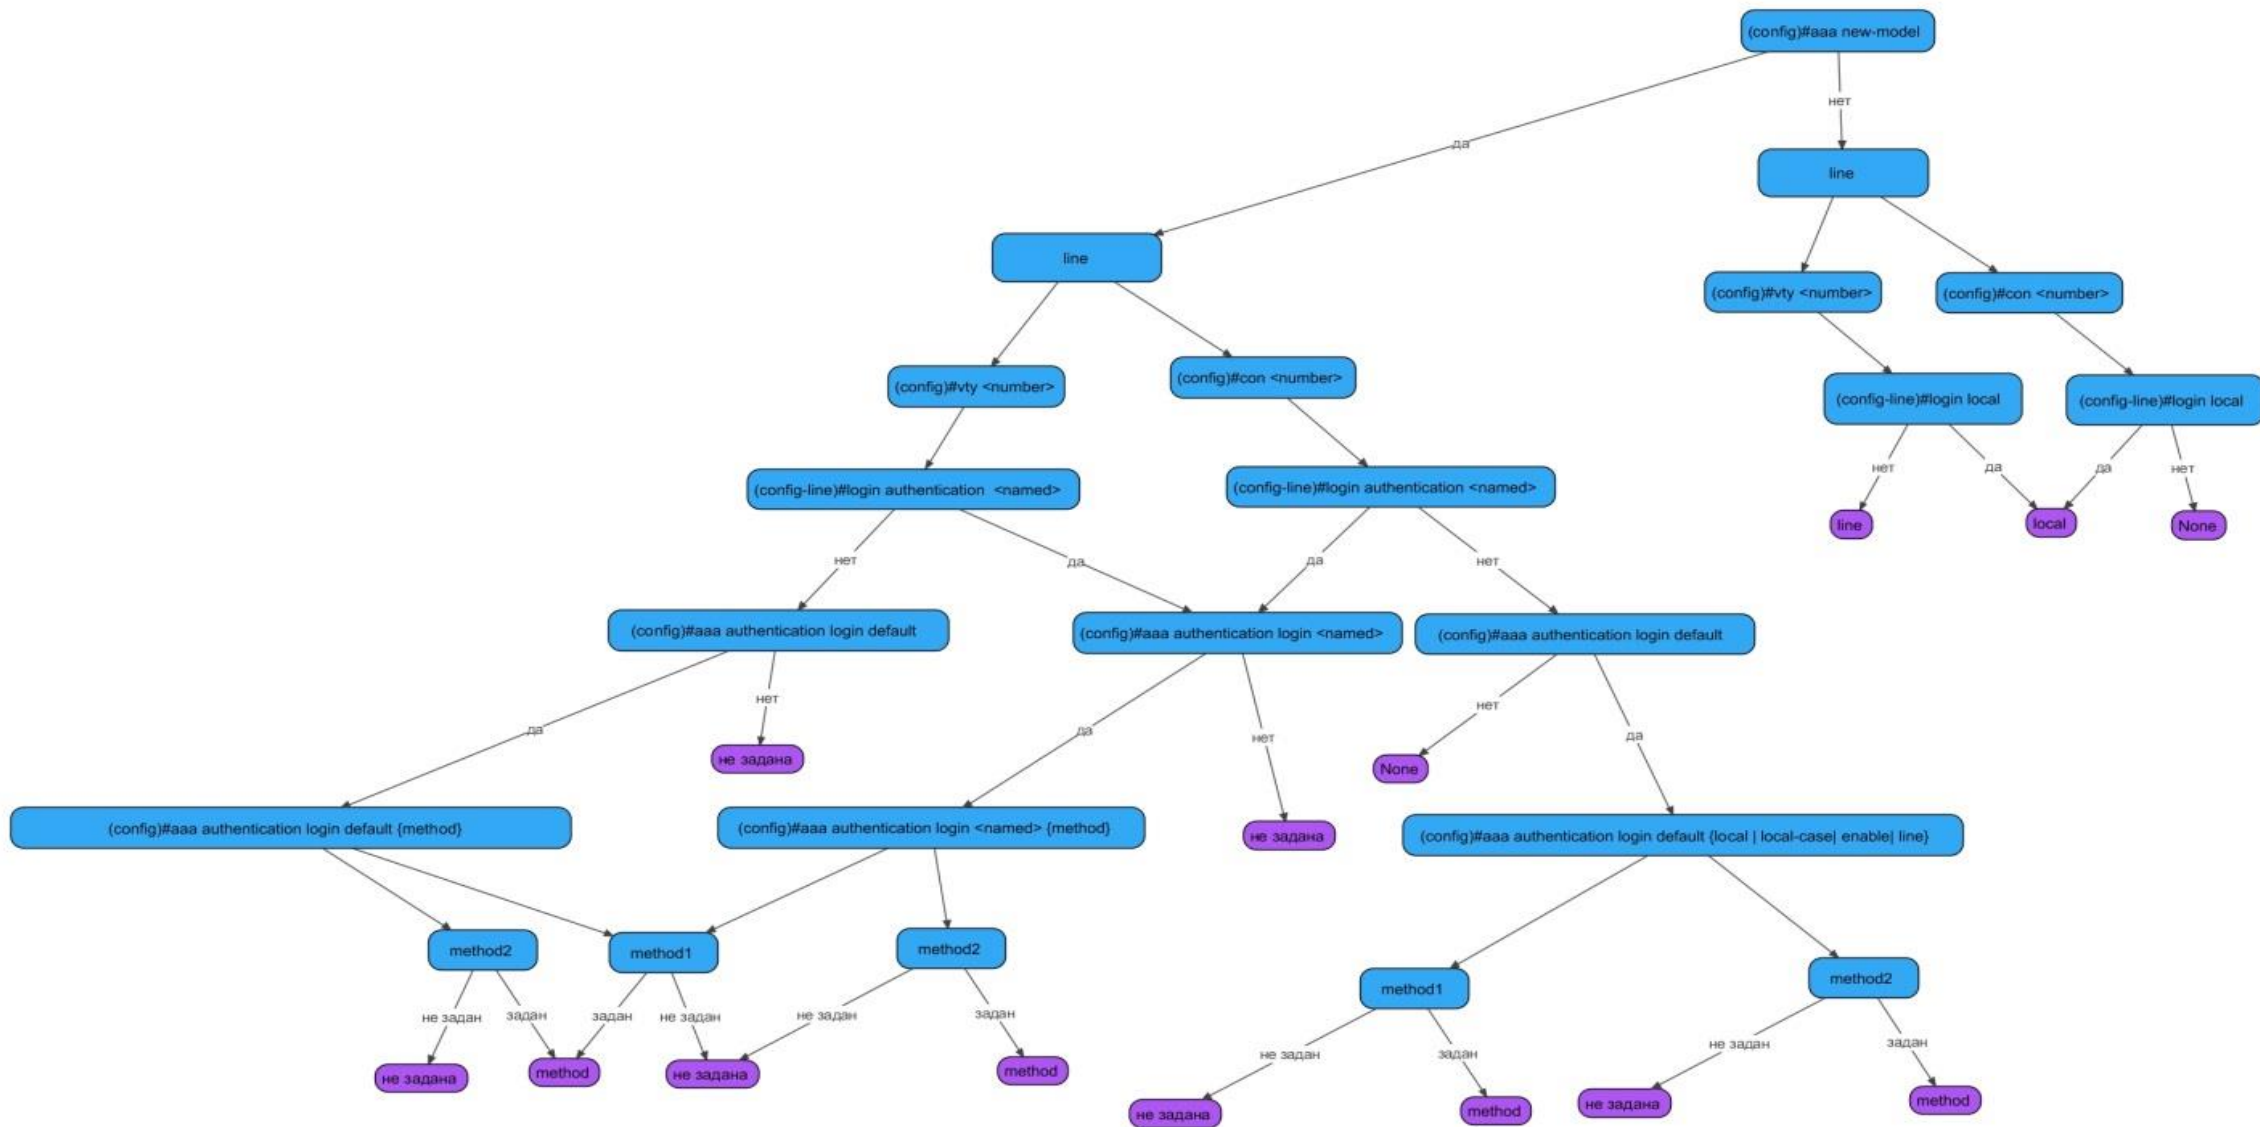 (config)#aaa new-model
нет
да
line
line
(config)#vty <number>
(config)#con <number>
(config)#vty <number>
(config)#con <number>
(config-line)#login local
(config-line)#login local
(config-line)#login authentication <named>
(config-line)#login authentication <named>
нет
да
да
нет
line
local
None
нет
да
да
нет
(config)#aaa authentication login default
(config)#aaa authentication login <named>
(config)#aaa authentication login default
нет
нет
да
да
нет
да
не задана
None
(config)#aaa authentication login default {method}
(config)#aaa authentication login <named> {method}
не задана
(config)#aaa authentication login default {local | local-case| enable| line}
method2
method1
method2
method1
method2
не задан
задан
задан
не задан
не задан
задан
не задан
задан
не задан
задан
не задана
method
не задана
method
не задана
method
не задана
method